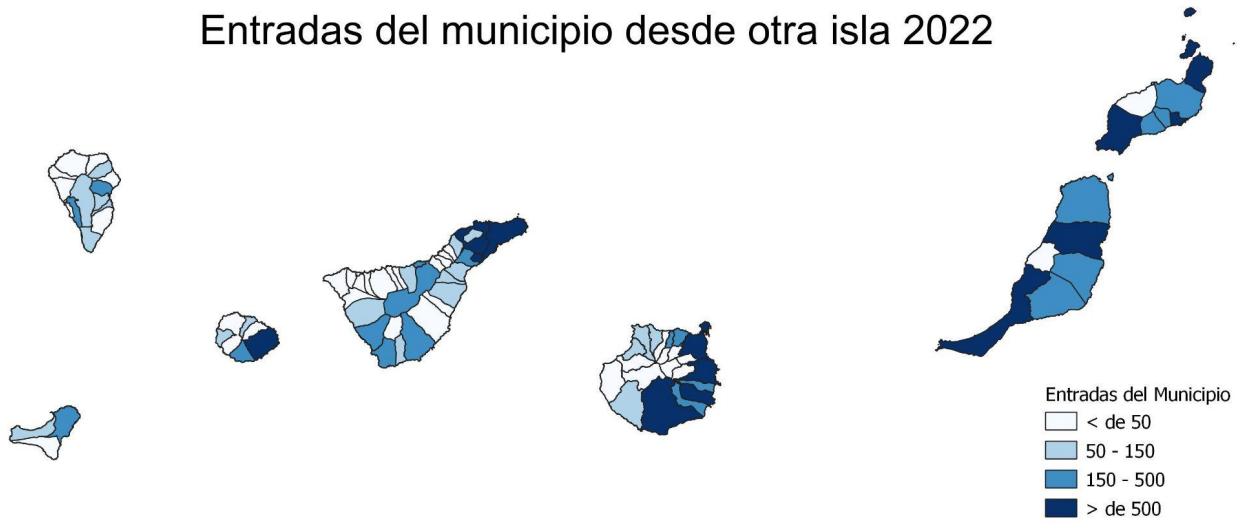 Entradas del municipio desde otra isla 2022
Entradas del Municipio
< de 50
50 - 150
150 - 500
> de 500